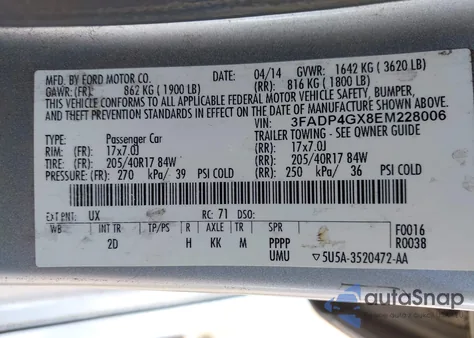 MFD. BY FORD MOTOR CO. DATE: 04/14 GVWR: 1642 KG ( 3620 LB)
GAWR: (FR): 862 KG ( 1900 LB) (RR): 816 KG ( 1800 LB)
THIS VEHICLE CONFORMS TO ALL APPLICABLE FEDERAL MOTOR VEHICLE SAFETY, BUMPER,
AND THEFT PREVENTION STANDARDS IN EFFECT ON THE DATE OF MANUFACTURE SHOWN ABOVE.
VIN: 3FADP4GX8EM228006
TYPE: Passenger Car TRAILER TOWING - SEE OWNER GUIDE
RIM: (FR) 17x7.0J (RR): 17x7.0J
TIRE: (FR) 205/40R17 84W (RR): 205/40R17 84W
PRESSURE: (FR) 270 kPa/ 39 PSI COLD (RR): 250 kPa/ 36 PSI COLD
EXT PNT: UX RC: 71 DSO: F0016
WB INT TR TP/PS R AXLE TR SPR R0038
2D H KK M PPPP
UMU ▽5U5A-3520472-AA
autoSnap